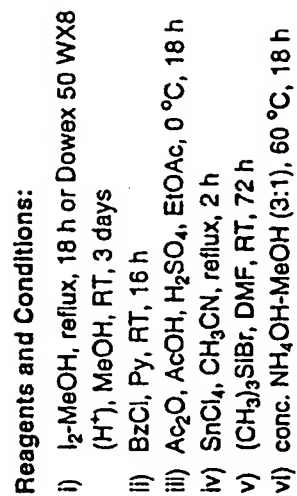 Reagents and Conditions:
i) I2-MeOH, reflux, 18 h or Dowex 50 WX8
(H+), MeOH, RT, 3 days
ii) BzCl, Py, RT, 16 h
iii) Ac2O, AcOH, H2SO4, EtOAc, 0 °C, 18 h
iv) SnCl4, CH3CN, reflux, 2 h
v) (CH3)3SiBr, DMF, RT, 72 h
vi) conc. NH4OH-MeOH (3:1), 60 °C, 18 h